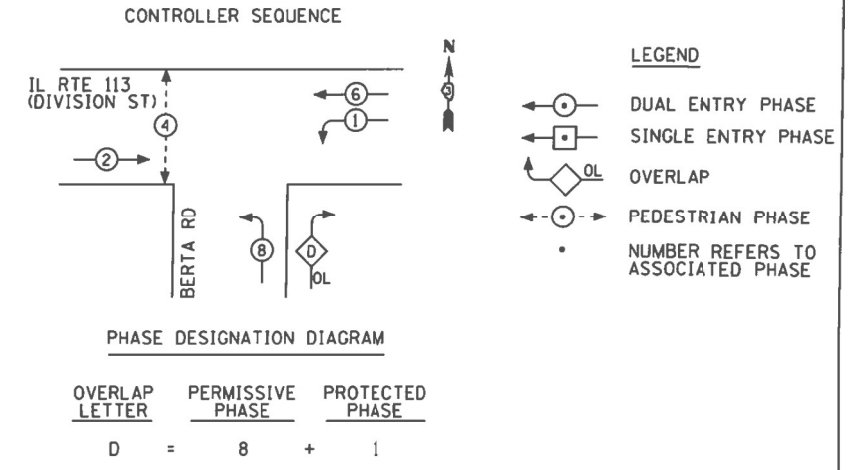 CONTROLLER SEQUENCE
N
3
IL RTE 113
(DIVISION ST)
4
6
1
2
BERTA RD
8
D
OL
LEGEND
DUAL ENTRY PHASE
SINGLE ENTRY PHASE
OL
OVERLAP
PEDESTRIAN PHASE
NUMBER REFERS TO
ASSOCIATED PHASE
PHASE DESIGNATION DIAGRAM
OVERLAP LETTER PERMISSIVE PHASE PROTECTED PHASE
D = 8 + 1